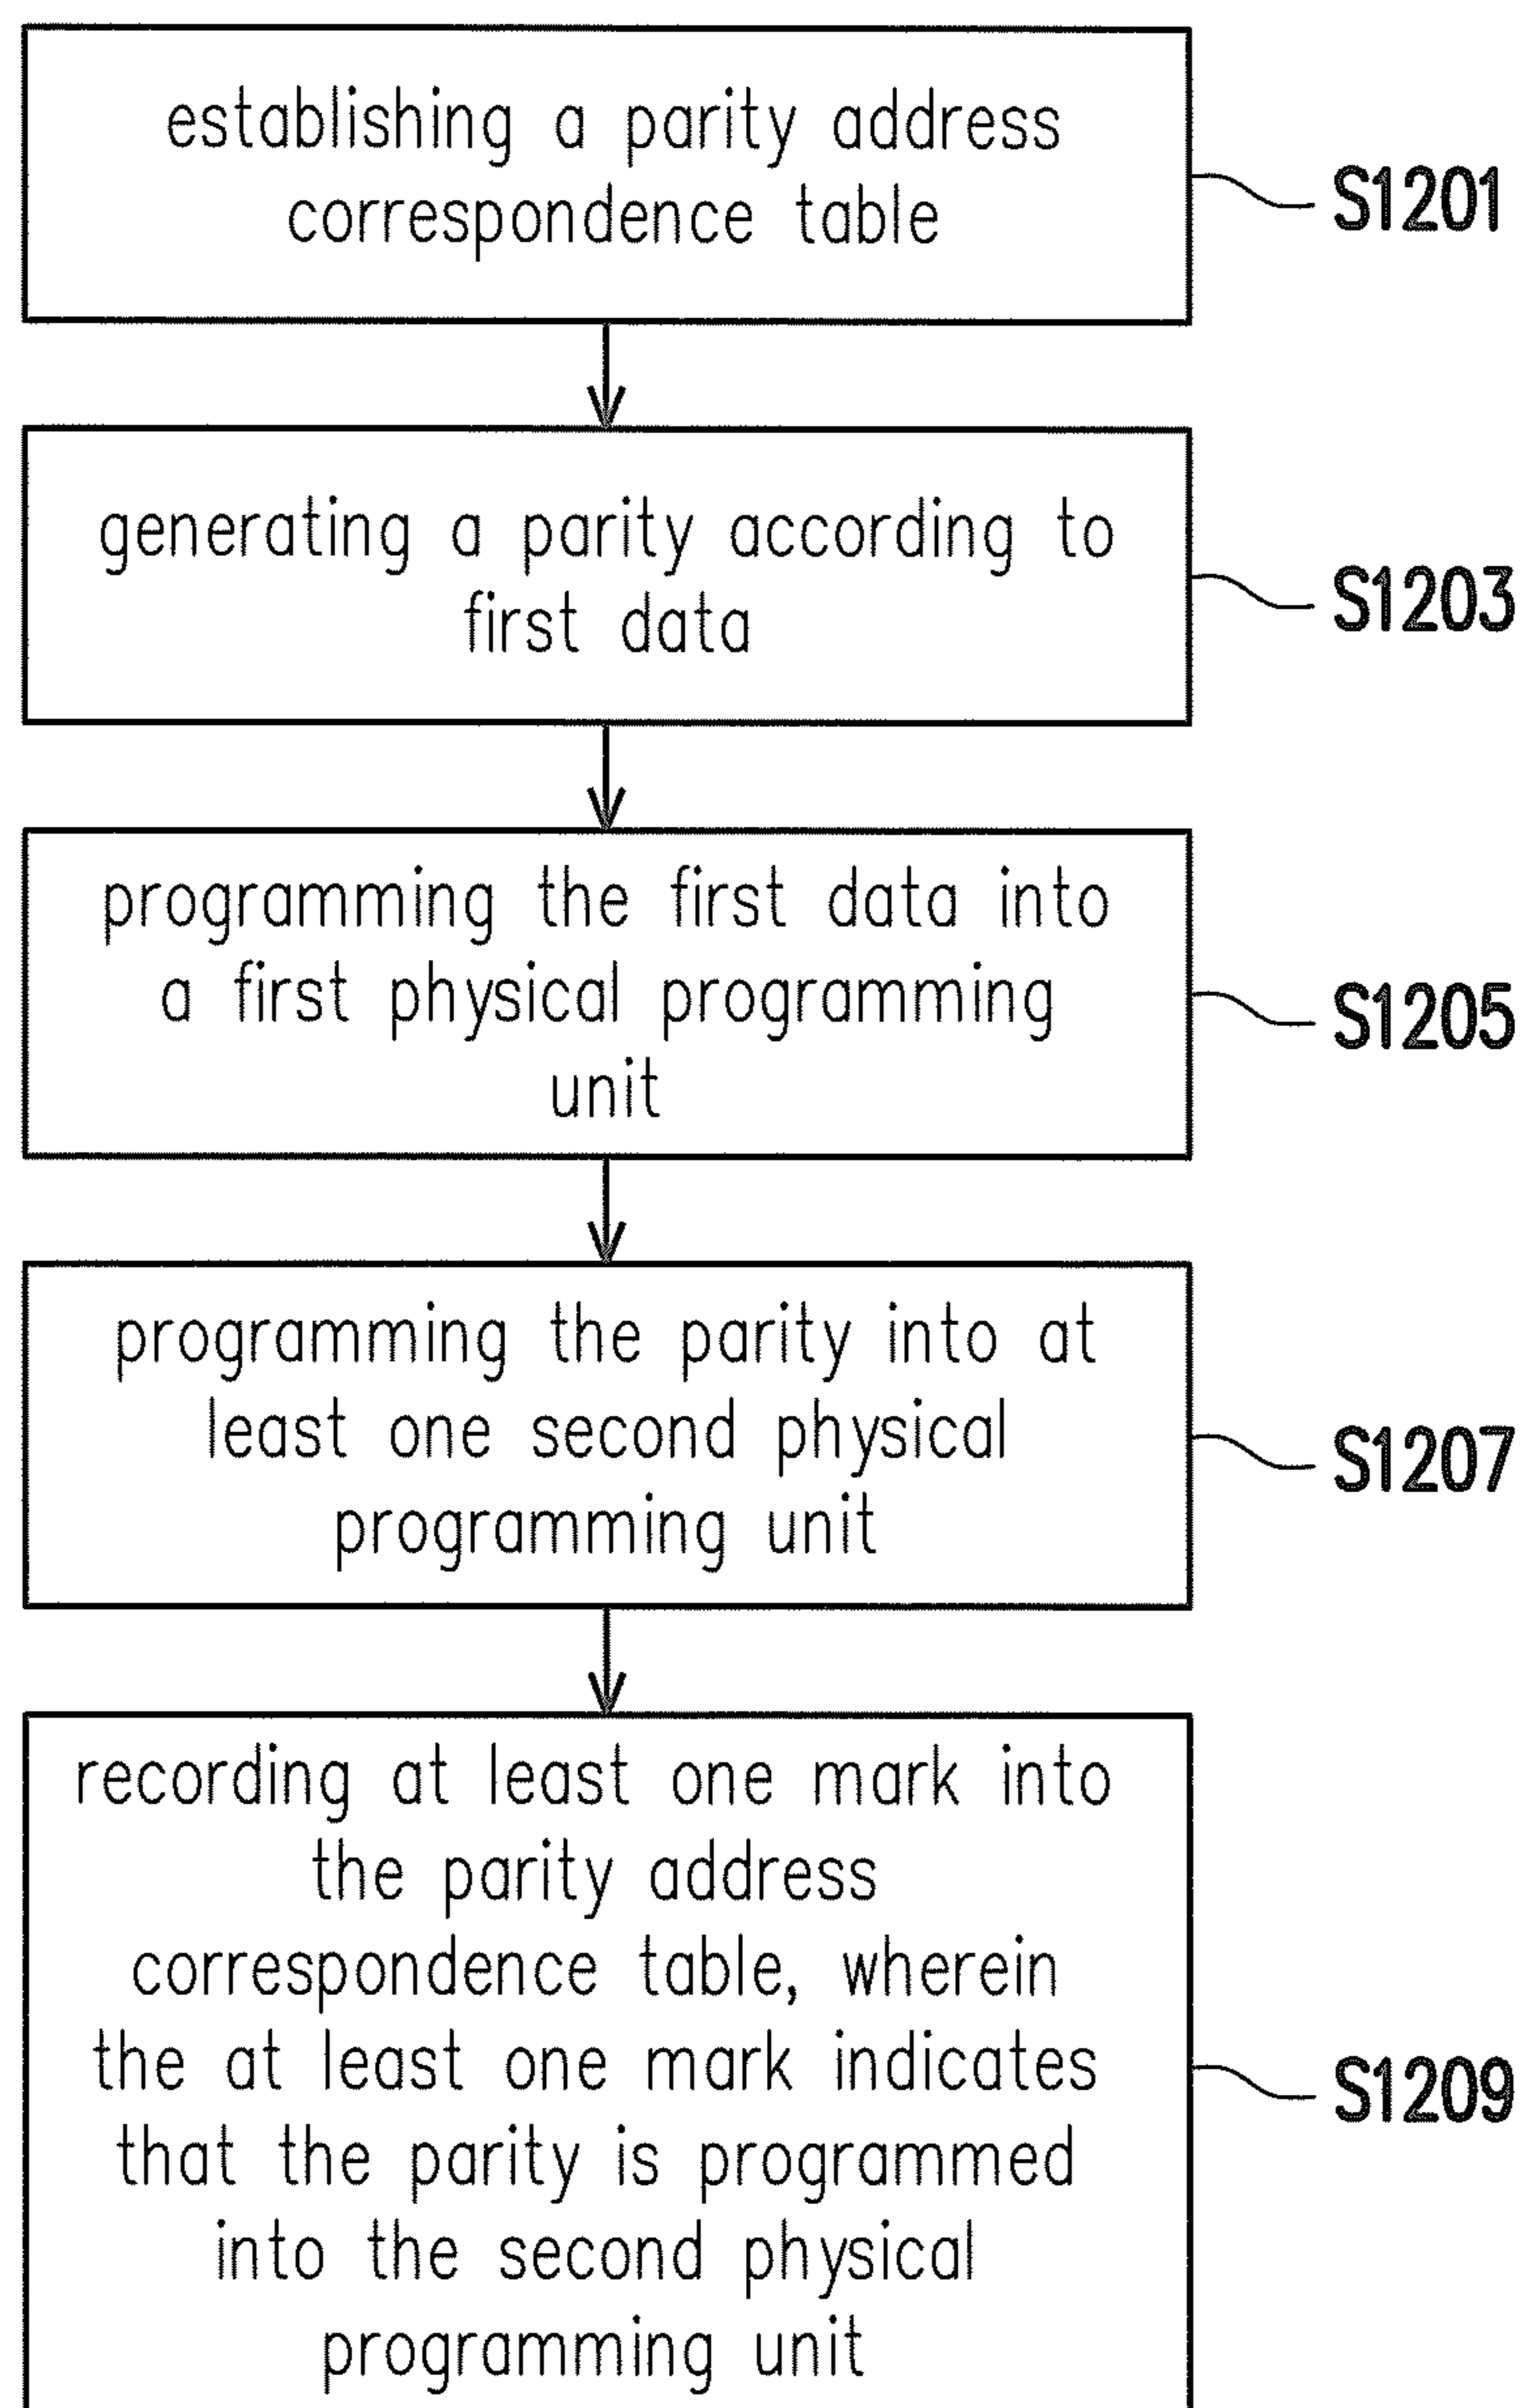 establishing a parity address
correspondence table
S1201
generating a parity according to
first data
S1203
programming the first data into
a first physical programming
unit
S1205
programming the parity into at
least one second physical
programming unit
S1207
recording at least one mark into
the parity address
correspondence table, wherein
the at least one mark indicates
that the parity is programmed
into the second physical
programming unit
S1209